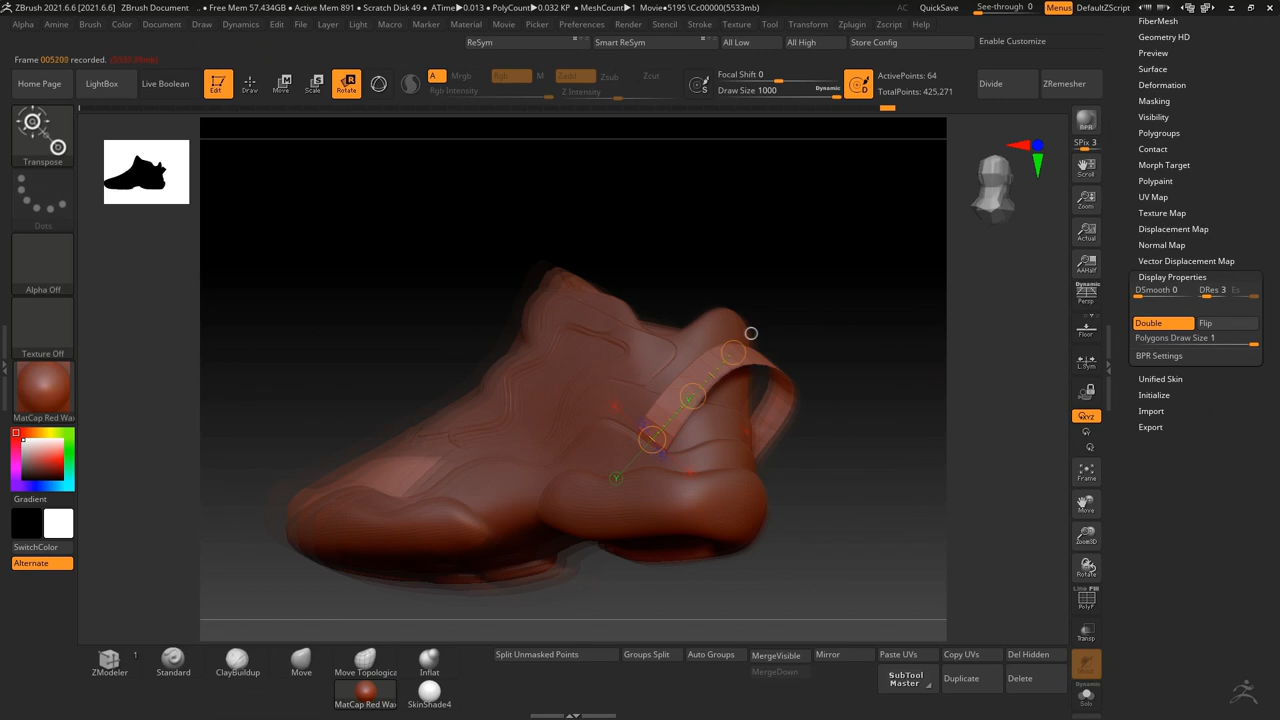 ZBrush 2021.6.6 [2021.6.6] ZBrush Document .. • Free Mem 57.434GB • Active Mem 891 • Scratch Disk 49 • ATime▶0.013 • PolyCount▶0.032 KP • MeshCount▶1 Movie●5195 \Cc00000(5533mb) AC QuickSave See-through 0 Menus DefaultZScript
Alpha Anime Brush Color Document Draw Dynamics Edit File Layer Light Macro Marker Material Movie Picker Preferences Render Stencil Stroke Texture Tool Transform Zplugin Zscript Help
ReSym Smart ReSym All Low All High Store Config Enable Customize
Home Page LightBox Live Boolean Edit Draw Move Scale Rotate A Mrgb Rgb M Zadd Zsub Zcut
Rgb Intensity Z Intensity
S Focal Shift 0
Draw Size 1000 Dynamic D
ActivePoints: 64
TotalPoints: 425,271
Divide ZRemesher
Transpose
Dots
Alpha Off
Texture Off
MatCap Red Wa
Gradient
SwitchColor
Alternate
Y
BPR
SPix 3
Scroll
Zoom
Actual
AAHalf
Dynamic
Persp
Floor
L.Sym
XYZ
Frame
Move
Zoom3D
Rotate
Line Fill
PolyF
Transp
Dynamic
Solo
FiberMesh
Geometry HD
Preview
Surface
Deformation
Masking
Visibility
Polygroups
Contact
Morph Target
Polypaint
UV Map
Texture Map
Displacement Map
Normal Map
Vector Displacement Map
Display Properties
DSmooth 0 DRes 3 Es
Double Flip
Polygons Draw Size 1
BPR Settings
Unified Skin
Initialize
Import
Export
1
ZModeler Standard ClayBuildup Move Move Topologica Inflat
MatCap Red Wa SkinShade4
Split Unmasked Points Groups Split Auto Groups MergeVisible Mirror Paste UVs Copy UVs Del Hidden
MergeDown SubTool
Master Duplicate Delete